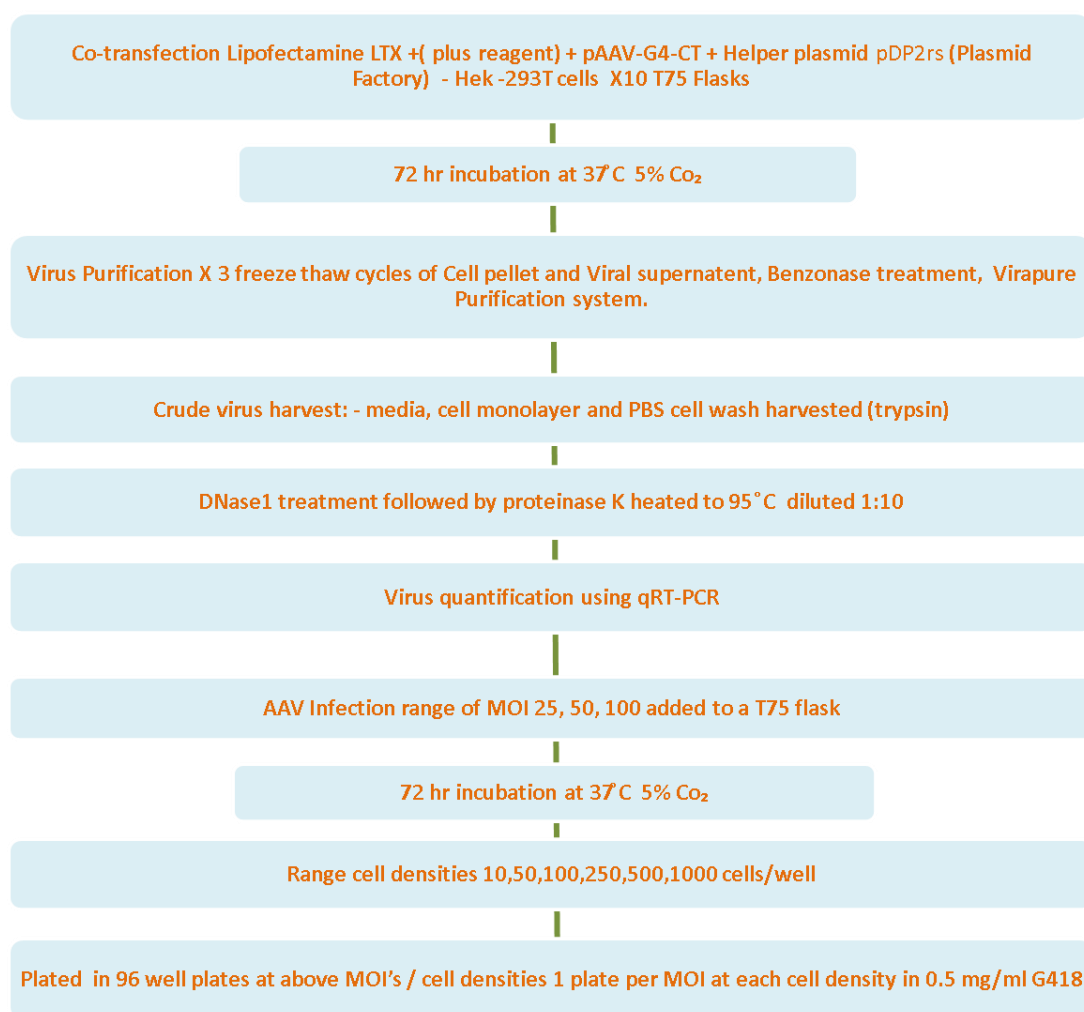 Co-transfection Lipofectamine LTX +( plus reagent) + pAAV-G4-CT + Helper plasmid pDP2rs (Plasmid
Factory)  - Hek -293T cells  X10 T75 Flasks
72 hr incubation at 37°C  5% Co₂
Virus Purification X 3 freeze thaw cycles of Cell pellet and Viral supernatent, Benzonase treatment,  Virapure
Purification system.
Crude virus harvest: - media, cell monolayer and PBS cell wash harvested (trypsin)
DNase1 treatment followed by proteinase K heated to 95°C  diluted 1:10
Virus quantification using qRT-PCR
AAV Infection range of MOI 25, 50, 100 added to a T75 flask
72 hr incubation at 37°C  5% Co₂
Range cell densities 10,50,100,250,500,1000 cells/well
Plated  in 96 well plates at above MOI's / cell densities 1 plate per MOI at each cell density in 0.5 mg/ml G418